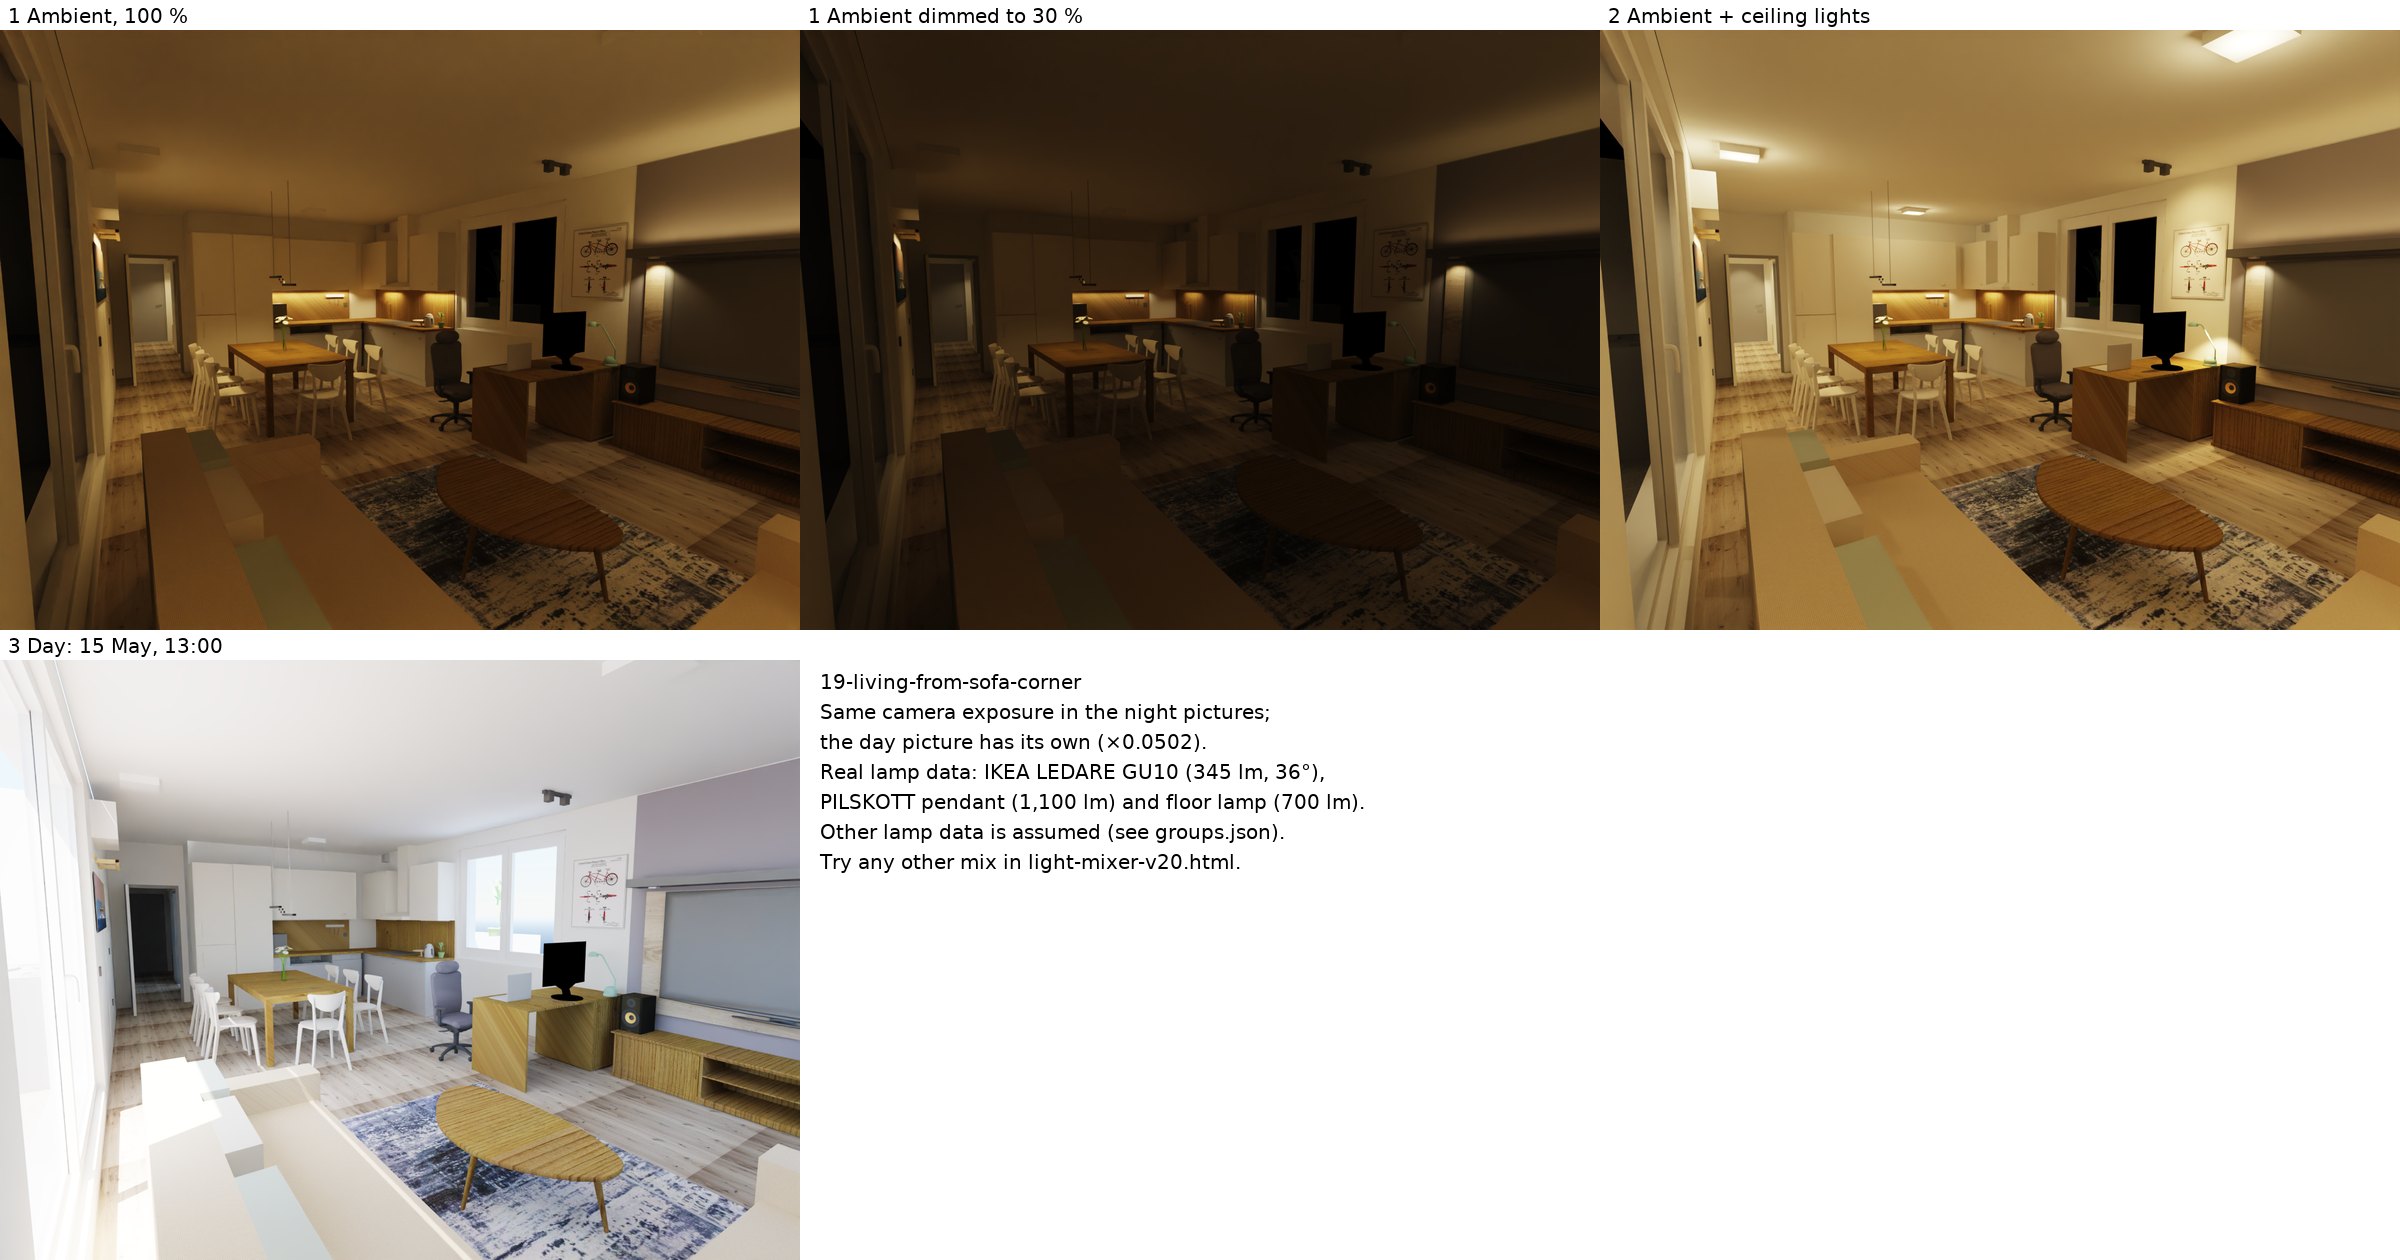 1 Ambient, 100 %
1 Ambient dimmed to 30 %
2 Ambient + ceiling lights
3 Day: 15 May, 13:00
19-living-from-sofa-corner
Same camera exposure in the night pictures;
the day picture has its own (×0.0502).
Real lamp data: IKEA LEDARE GU10 (345 lm, 36°),
PILSKOTT pendant (1,100 lm) and floor lamp (700 lm).
Other lamp data is assumed (see groups.json).
Try any other mix in light-mixer-v20.html.